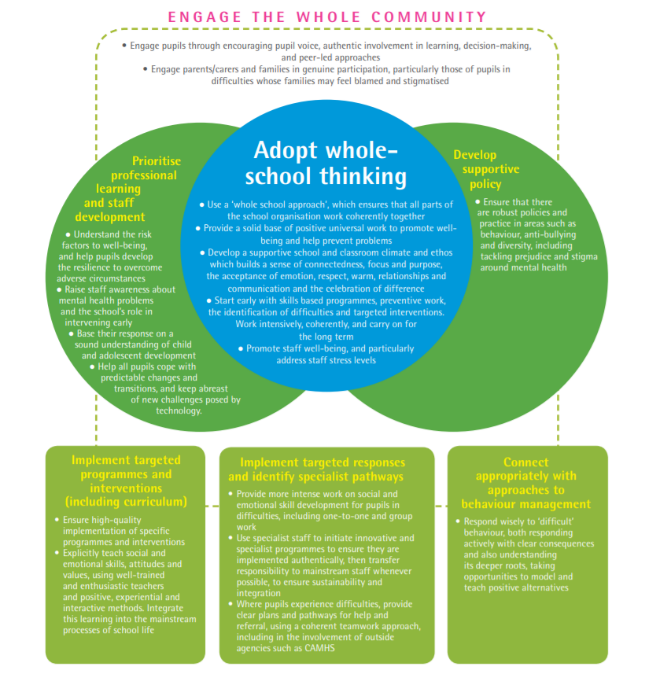 ENGAGE THE WHOLE COMMUNITY
• Engage pupils through encouraging pupil voice, authentic involvement in learning, decision-making,
and peer-led approaches
• Engage parents/carers and families in genuine participation, particularly those of pupils in
difficulties whose families may feel blamed and stigmatised
Prioritise
professional
learning
and staff
development
• Understand the risk
factors to well-being,
and help pupils develop
the resilience to overcome
adverse circumstances
• Raise staff awareness about
mental health problems
and the school's role in
intervening early
• Base their response on a
sound understanding of child
and adolescent development
• Help all pupils cope with
predictable changes and
transitions, and keep abreast
of new challenges posed by
technology.
Adopt whole-
school thinking
• Use a 'whole school approach', which ensures that all parts of
the school organisation work coherently together
• Provide a solid base of positive universal work to promote well-
being and help prevent problems
• Develop a supportive school and classroom climate and ethos
which builds a sense of connectedness, focus and purpose,
the acceptance of emotion, respect, warm, relationships and
communication and the celebration of difference
• Start early with skills based programmes, preventive work,
the identification of difficulties and targeted interventions.
Work intensively, coherently, and carry on for
the long term
• Promote staff well-being, and particularly
address staff stress levels
Develop
supportive
policy
• Ensure that there
are robust policies and
practice in areas such as
behaviour, anti-bullying
and diversity, including
tackling prejudice and stigma
around mental health
Implement targeted
programmes and
interventions
(including curriculum)
• Ensure high-quality
implementation of specific
programmes and interventions
• Explicitly teach social and
emotional skills, attitudes and
values, using well-trained
and enthusiastic teachers
and positive, experiential and
interactive methods. Integrate
this learning into the mainstream
processes of school life
Implement targeted responses
and identify specialist pathways
• Provide more intense work on social and
emotional skill development for pupils in
difficulties, including one-to-one and group
work
• Use specialist staff to initiate innovative and
specialist programmes to ensure they are
implemented authentically, then transfer
responsibility to mainstream staff whenever
possible, to ensure sustainability and
integration
• Where pupils experience difficulties, provide
clear plans and pathways for help and
referral, using a coherent teamwork approach,
including in the involvement of outside
agencies such as CAMHS
Connect
appropriately with
approaches to
behaviour management
• Respond wisely to 'difficult'
behaviour, both responding
actively with clear consequences
and also understanding
its deeper roots, taking
opportunities to model and
teach positive alternatives